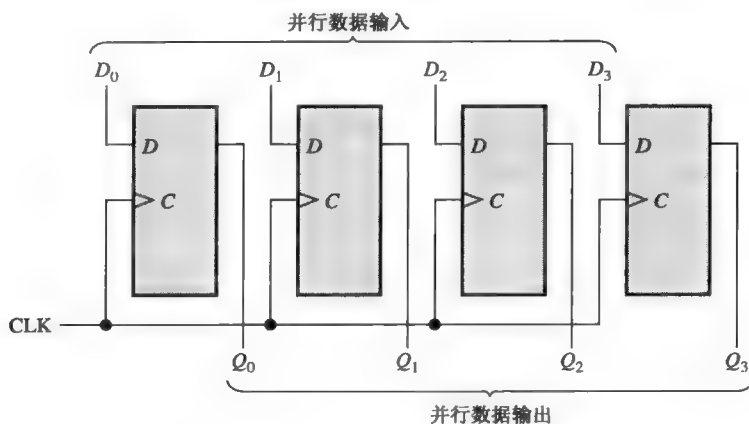 并行数据输入
D₀ D₁ D₂ D₃
D D D D
C C C C
CLK
Q₀ Q₁ Q₂ Q₃
并行数据输出